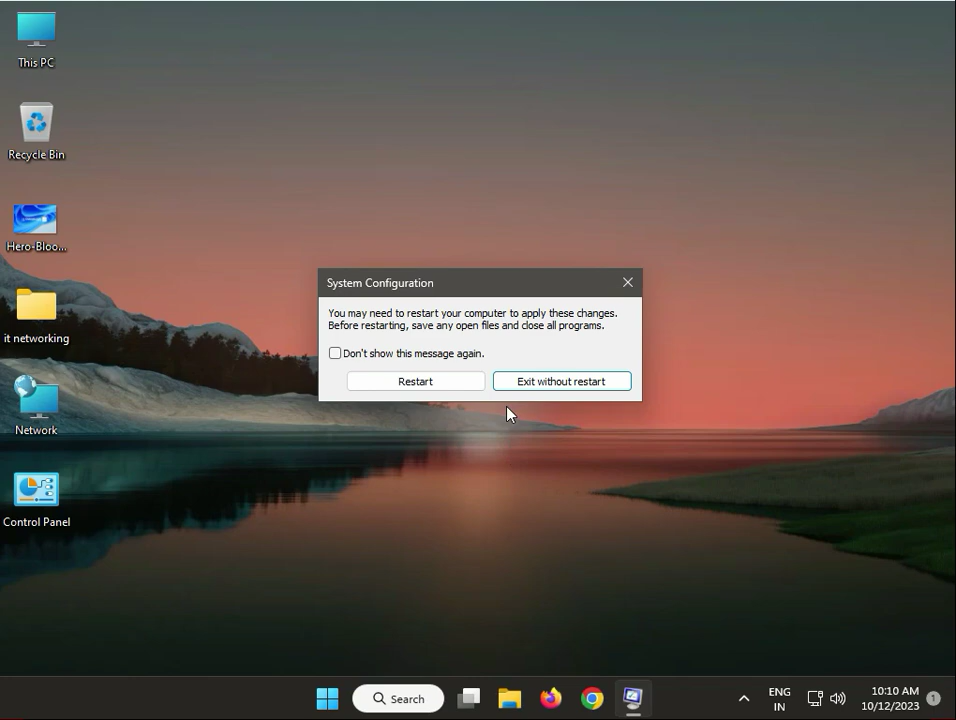 This PC
Recycle Bin
Hero-Bloo...
it networking
Network
Control Panel
System Configuration
You may need to restart your computer to apply these changes.
Before restarting, save any open files and close all programs.
Don't show this message again.
Restart
Exit without restart
Search
ENG
IN
10:10 AM
10/12/2023
1